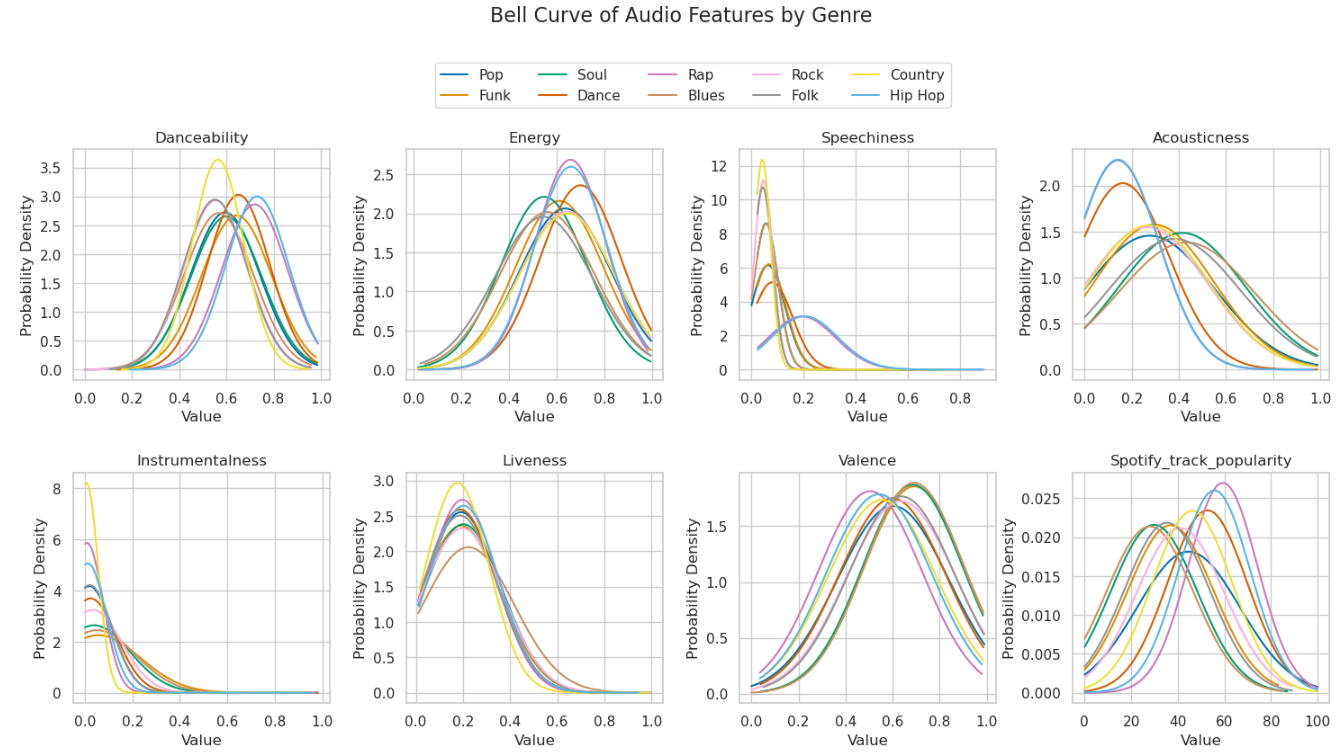 Bell Curve of Audio Features by Genre
Pop Soul Rap Rock Country
Funk Dance Blues Folk Hip Hop
Danceability Energy Speechiness Acousticness
Probability Density Probability Density Probability Density Probability Density
3.5
3.0
2.5
2.0
1.5
1.0
0.5
0.0
0.0 0.2 0.4 0.6 0.8 1.0
Value
2.5
2.0
1.5
1.0
0.5
0.0
0.0 0.2 0.4 0.6 0.8 1.0
Value
12
10
8
6
4
2
0
0.0 0.2 0.4 0.6 0.8
Value
2.0
1.5
1.0
0.5
0.0
0.0 0.2 0.4 0.6 0.8 1.0
Value
Instrumentalness Liveness Valence Spotify_track_popularity
Probability Density Probability Density Probability Density Probability Density
8
6
4
2
0
0.0 0.2 0.4 0.6 0.8 1.0
Value
3.0
2.5
2.0
1.5
1.0
0.5
0.0
0.0 0.2 0.4 0.6 0.8 1.0
Value
1.5
1.0
0.5
0.0
0.0 0.2 0.4 0.6 0.8 1.0
Value
0.025
0.020
0.015
0.010
0.005
0.000
0 20 40 60 80 100
Value